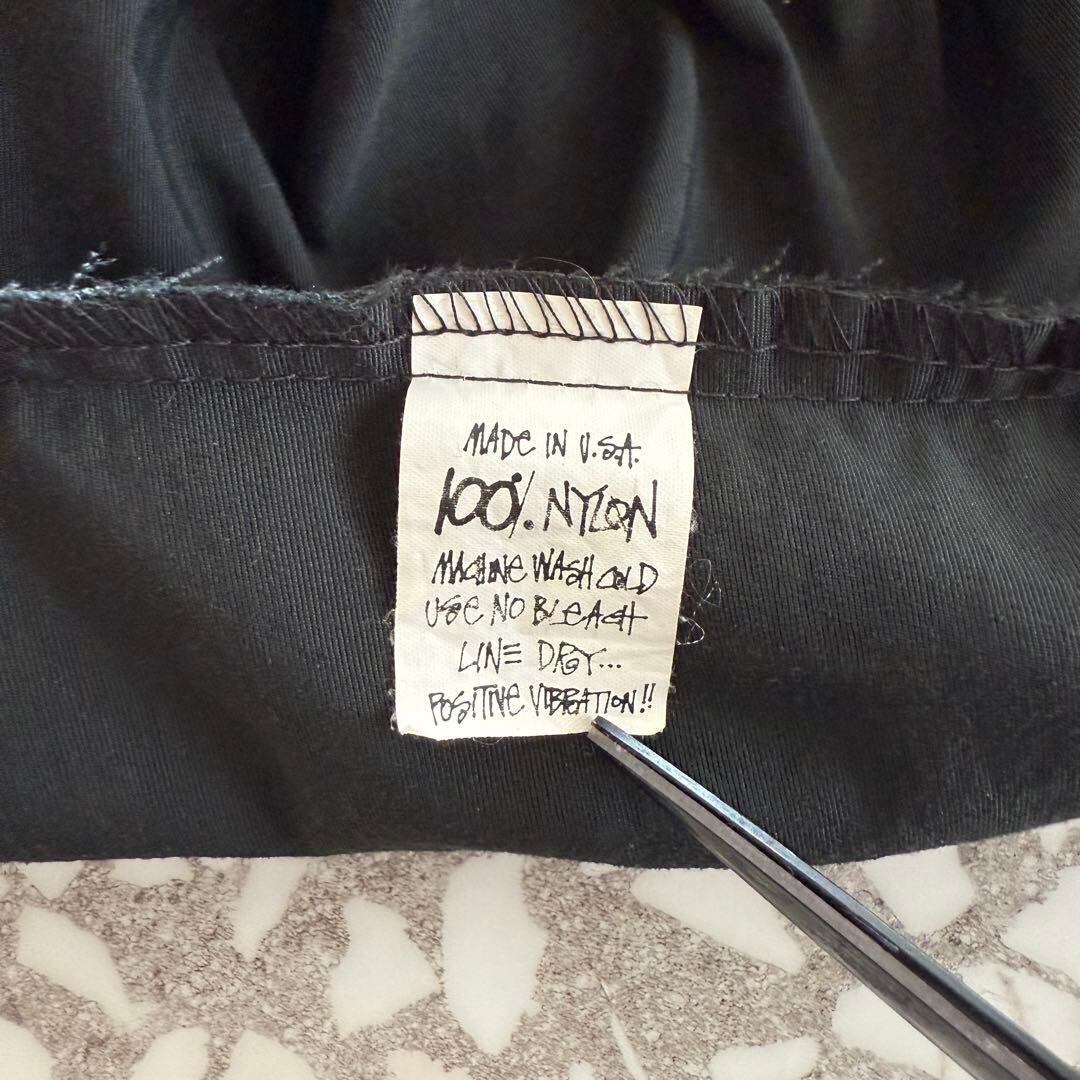 MADE IN U.S.A.
100%. NYLON
MACHINE WASH COLD
USE NO BLEACH
LINE DRY...
POSITIVE VIBRATION!!